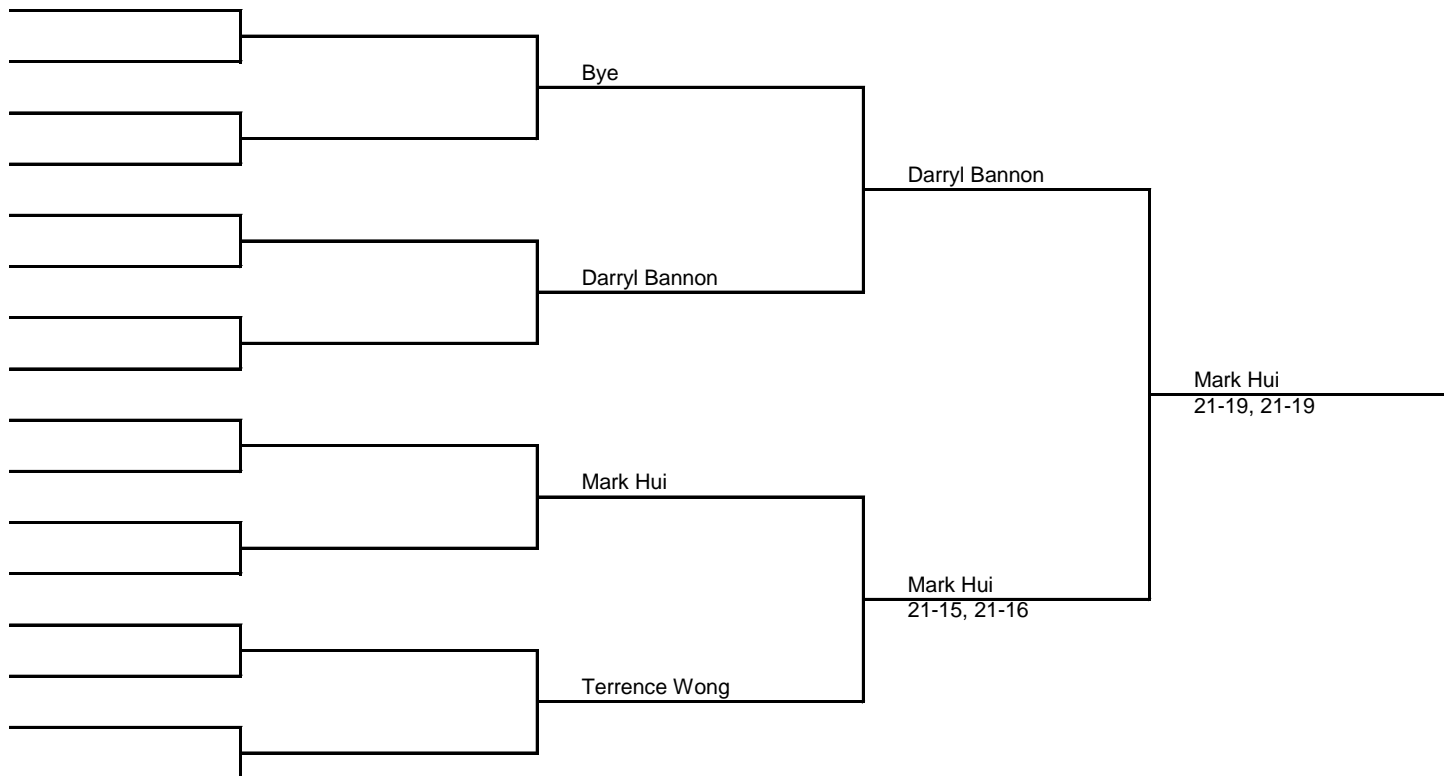 Bye
Darryl Bannon
Darryl Bannon
Mark Hui
21-19, 21-19
Mark Hui
Mark Hui
21-15, 21-16
Terrence Wong